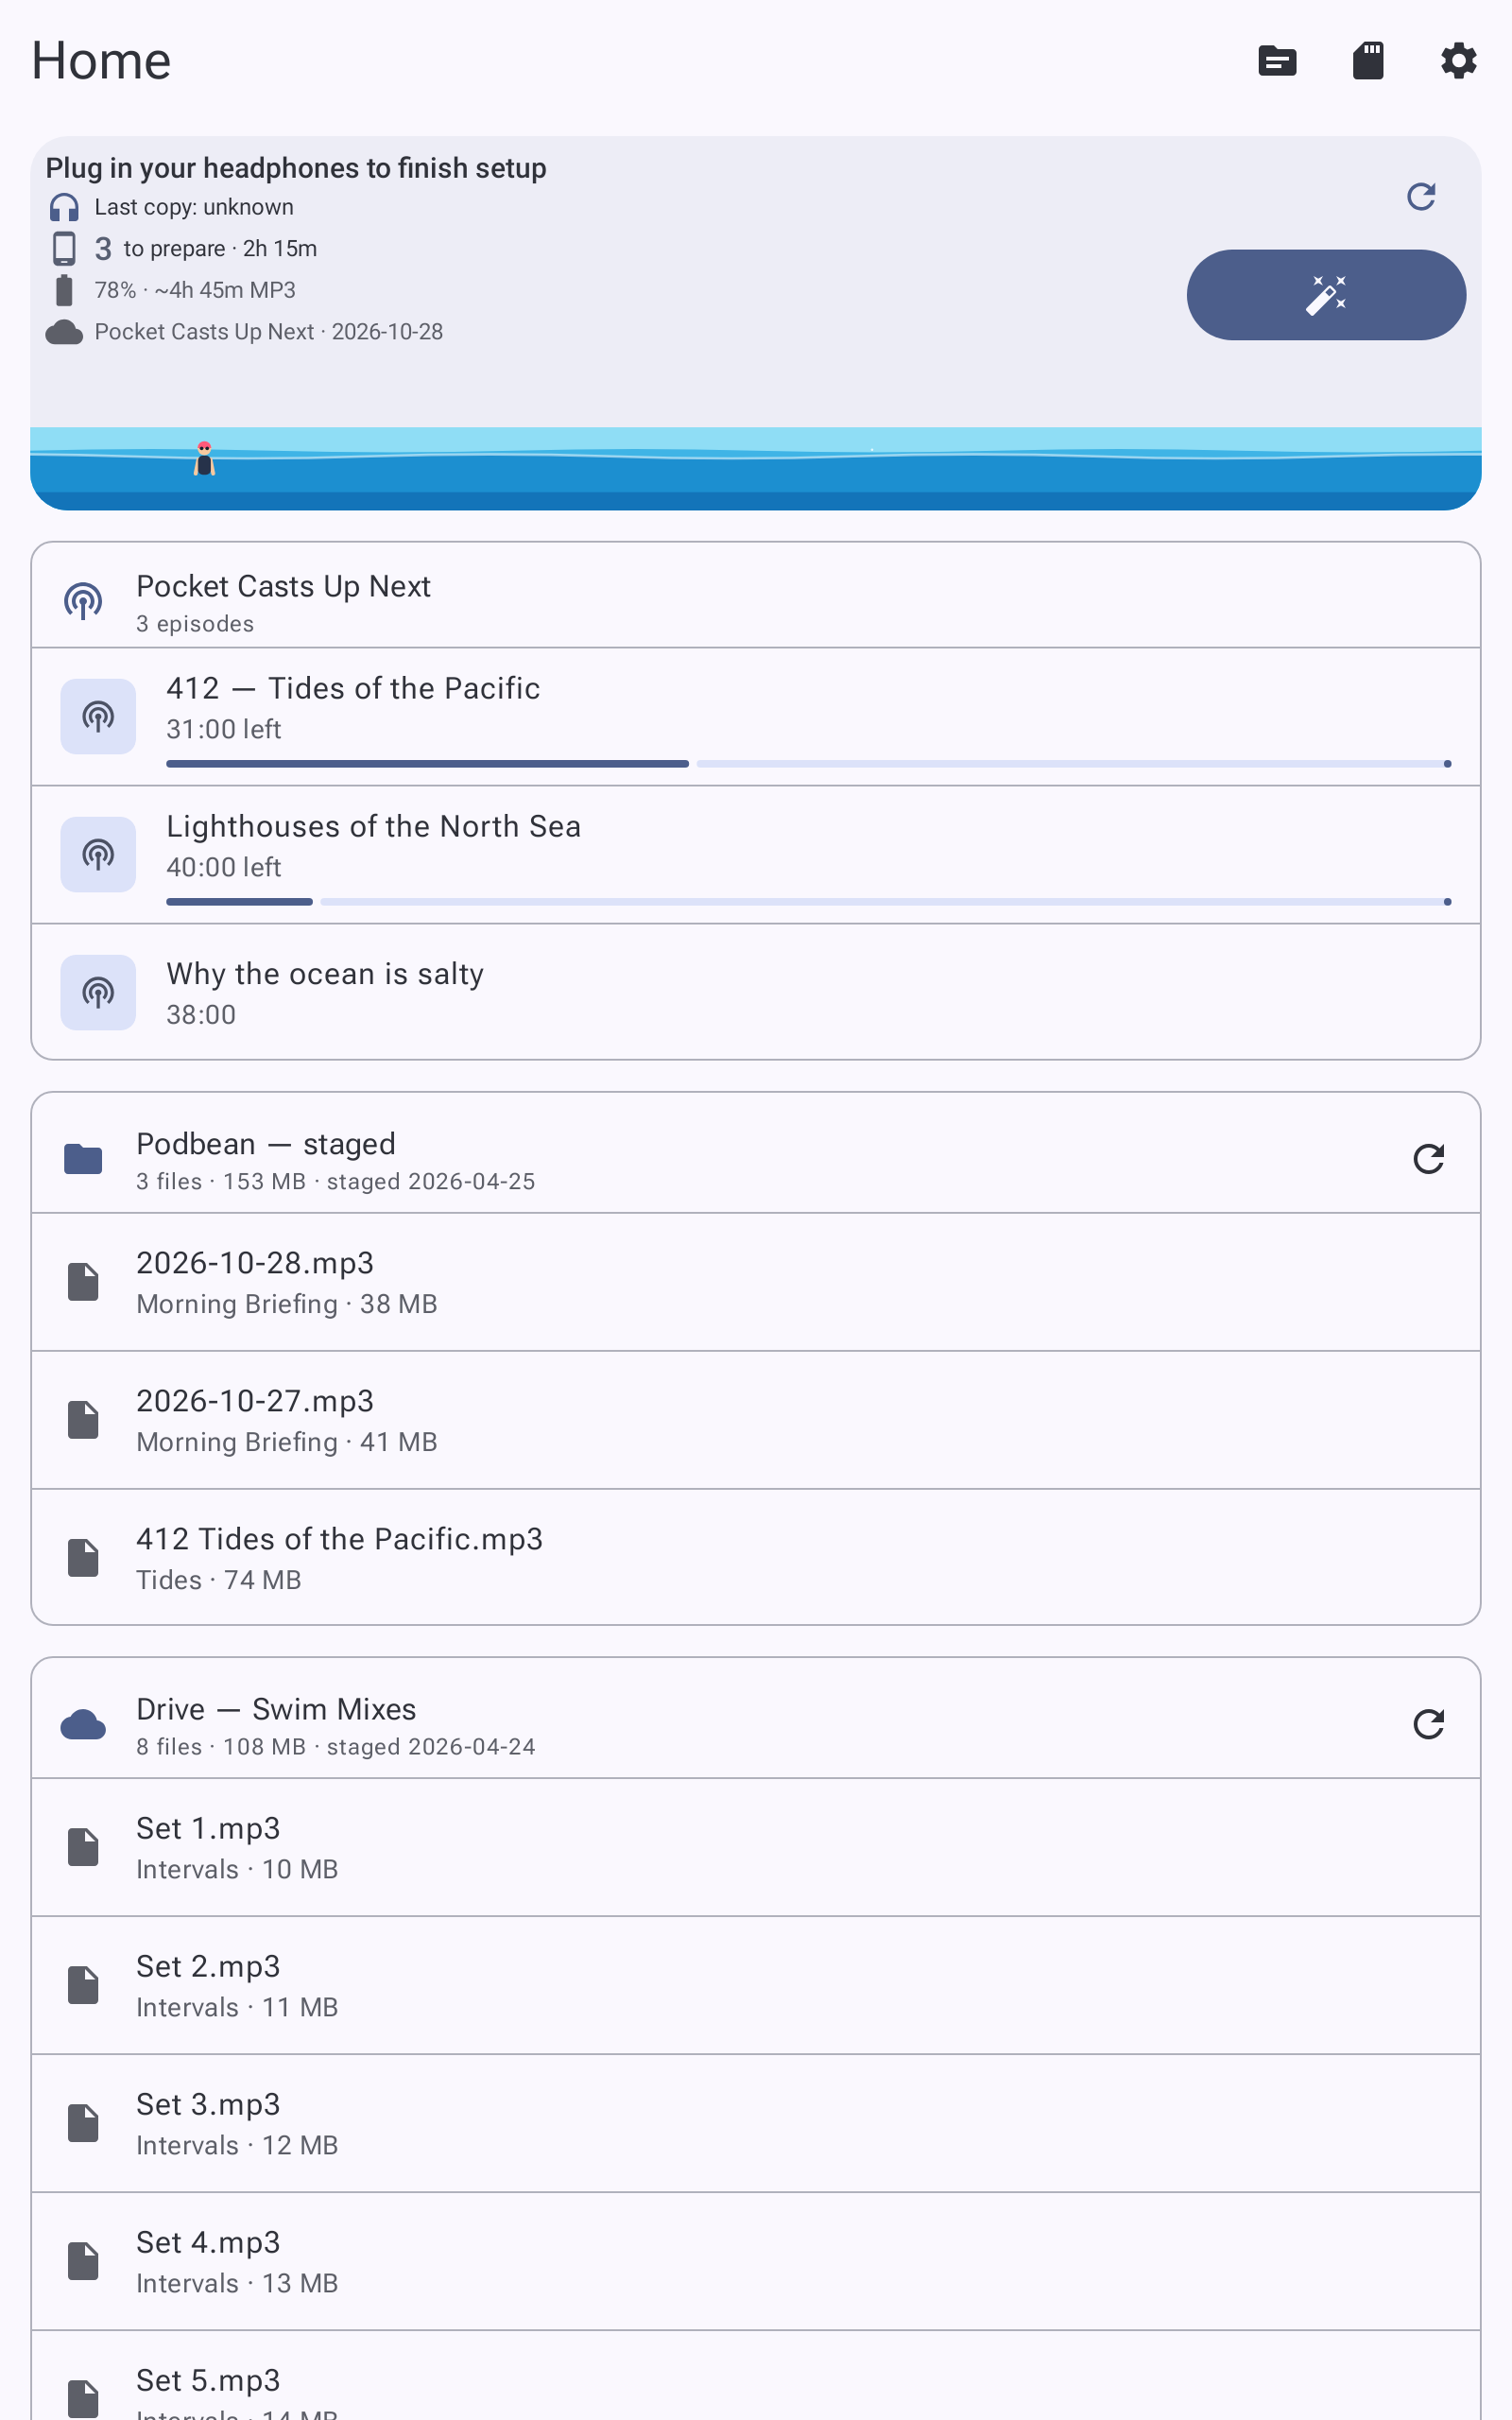 Home
Plug in your headphones to finish setup
Last copy: unknown
3 to prepare · 2h 15m
78% · ~4h 45m MP3
Pocket Casts Up Next · 2026-10-28
Pocket Casts Up Next
3 episodes
412 — Tides of the Pacific
31:00 left
Lighthouses of the North Sea
40:00 left
Why the ocean is salty
38:00
Podbean — staged
3 files · 153 MB · staged 2026-04-25
2026-10-28.mp3
Morning Briefing · 38 MB
2026-10-27.mp3
Morning Briefing · 41 MB
412 Tides of the Pacific.mp3
Tides · 74 MB
Drive — Swim Mixes
8 files · 108 MB · staged 2026-04-24
Set 1.mp3
Intervals · 10 MB
Set 2.mp3
Intervals · 11 MB
Set 3.mp3
Intervals · 12 MB
Set 4.mp3
Intervals · 13 MB
Set 5.mp3
Intervals · 14 MB